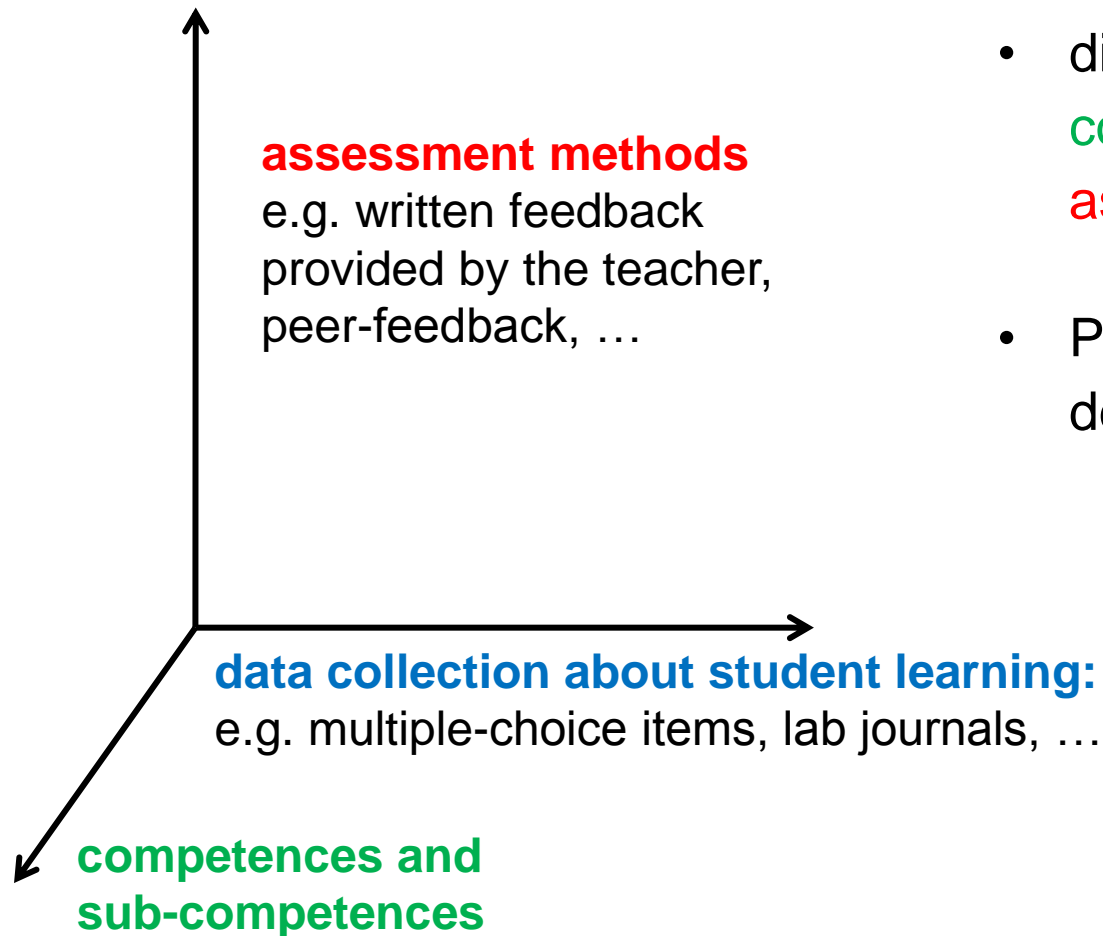 assessment methods
e.g. written feedback
provided by the teacher,
peer-feedback, …
data collection about student learning:
e.g. multiple-choice items, lab journals, …
competences and
sub-competences
•
•